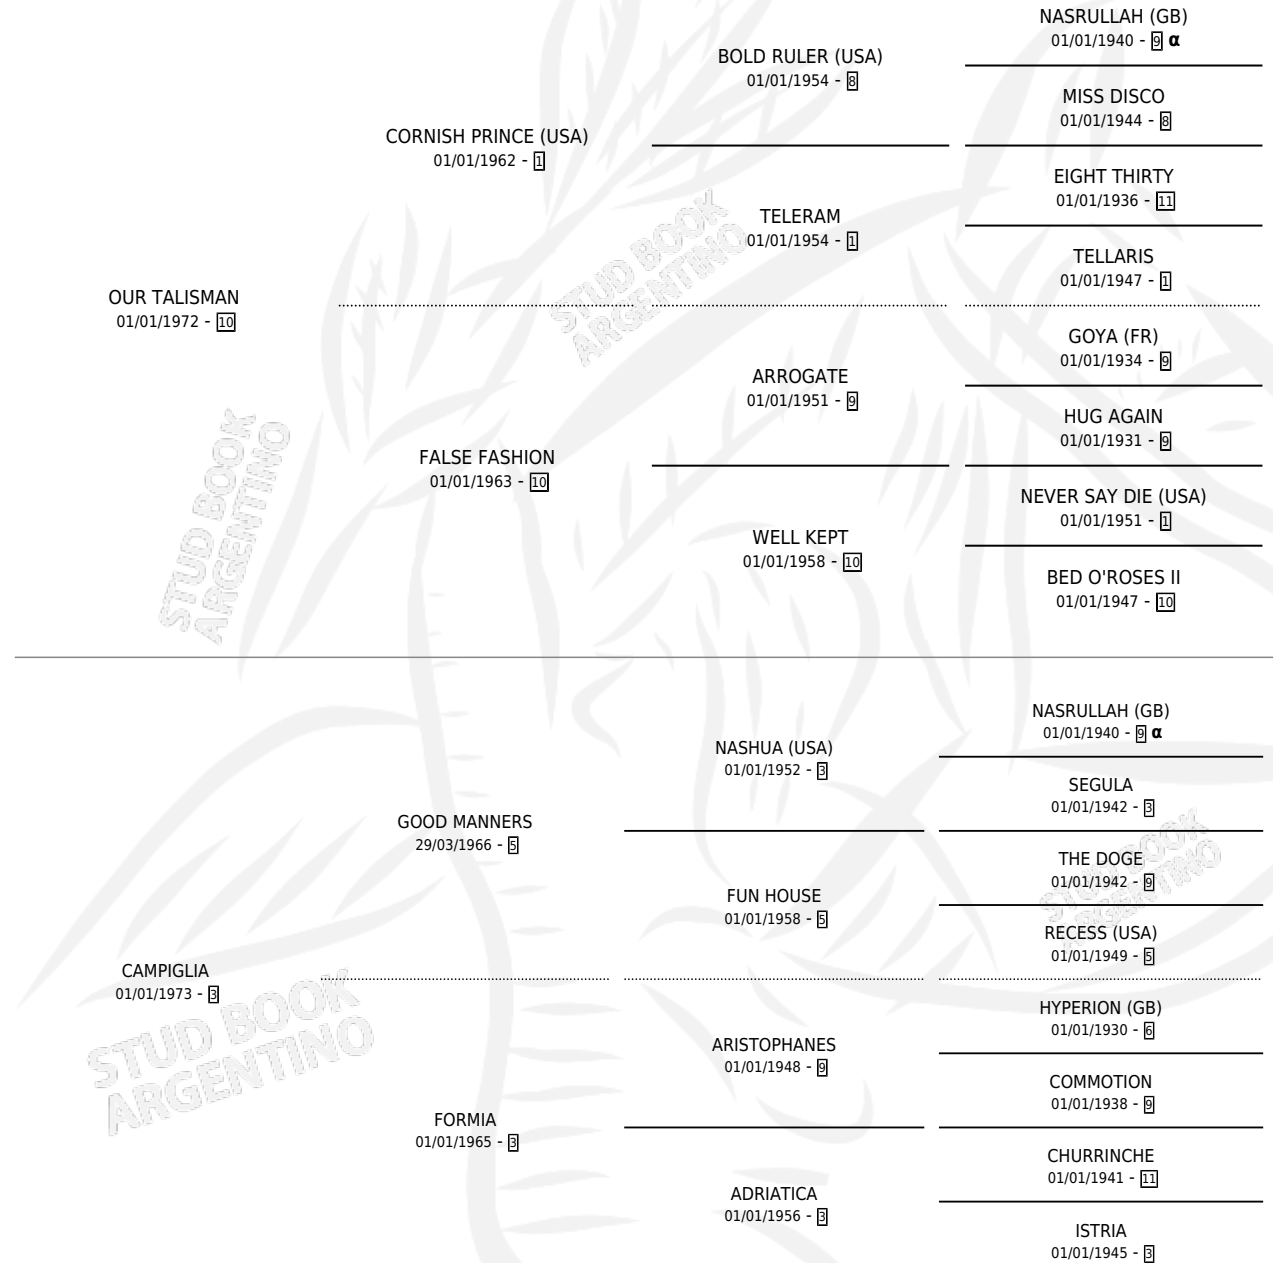 NASRULLAH (GB)
01/01/1940 - 9 α
BOLD RULER (USA)
01/01/1954 - 8
MISS DISCO
01/01/1944 - 8
CORNISH PRINCE (USA)
01/01/1962 - 1
EIGHT THIRTY
01/01/1936 - 11
TELERAM
01/01/1954 - 1
TELLARIS
01/01/1947 - 1
OUR TALISMAN
01/01/1972 - 10
GOYA (FR)
01/01/1934 - 9
ARROGATE
01/01/1951 - 9
HUG AGAIN
01/01/1931 - 9
FALSE FASHION
01/01/1963 - 10
NEVER SAY DIE (USA)
01/01/1951 - 1
WELL KEPT
01/01/1958 - 10
BED O'ROSES II
01/01/1947 - 10
NASRULLAH (GB)
01/01/1940 - 9 α
NASHUA (USA)
01/01/1952 - 3
SEGULA
01/01/1942 - 3
GOOD MANNERS
29/03/1966 - 5
THE DOGE
01/01/1942 - 9
FUN HOUSE
01/01/1958 - 5
RECESS (USA)
01/01/1949 - 5
CAMPIGLIA
01/01/1973 - 3
HYPERION (GB)
01/01/1930 - 6
ARISTOPHANES
01/01/1948 - 9
COMMOTION
01/01/1938 - 9
FORMIA
01/01/1965 - 3
CHURRINCHE
01/01/1941 - 11
ADRIATICA
01/01/1956 - 3
ISTRIA
01/01/1945 - 3
STUD BOOK
ARGENTINO
STUD BOOK
ARGENTINO
STUD BOOK
ARGENTINO
STUD BOOK
ARGENTINO